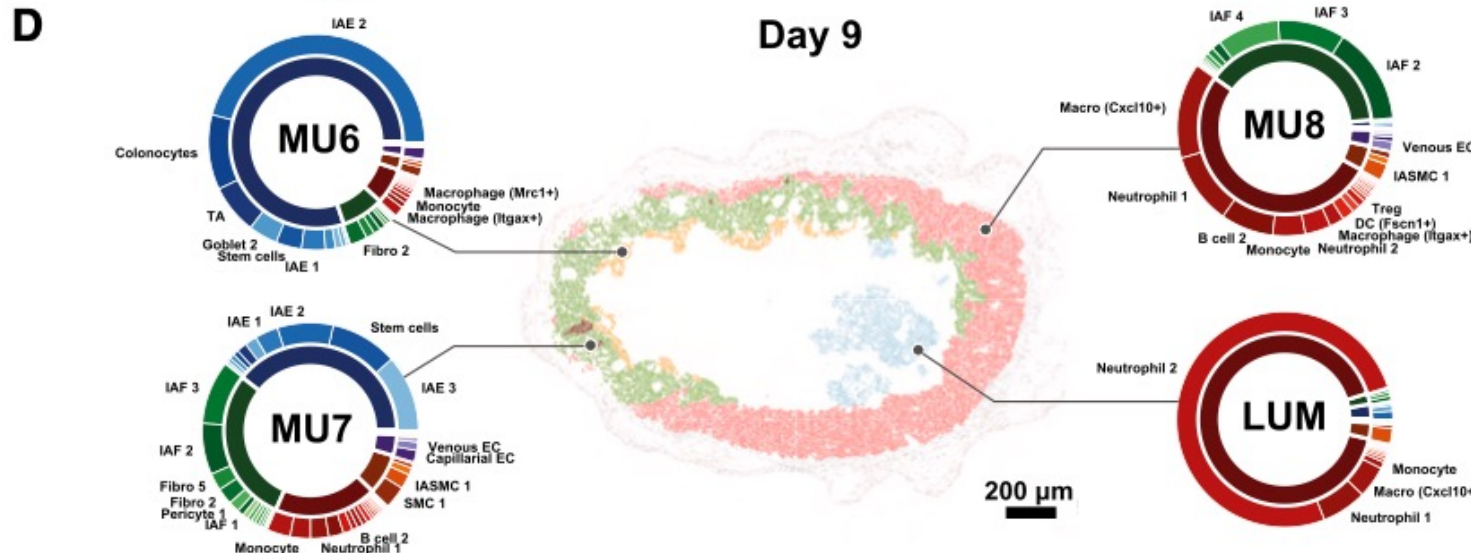 D
Day 9
IAE 2
MU6
Colonocytes
TA
Goblet 2
Stem cells
IAE 1
Fibro 2
Macrophage (Mrc1+)
Monocyte
Macrophage (Itgax+)
IAF 4
IAF 3
IAF 2
MU8
Macro (Cxcl10+)
Neutrophil 1
B cell 2
Monocyte
Neutrophil 2
Macrophage (Itgax+)
DC (Fscn1+)
Treg
IASMC 1
Venous EC
IAE 1
IAE 2
Stem cells
IAE 3
MU7
IAF 3
IAF 2
Fibro 5
Fibro 2
Pericyte 1
IAF 1
Monocyte
Neutrophil 1
B cell 2
SMC 1
IASMC 1
Capillarial EC
Venous EC
Neutrophil 2
LUM
Monocyte
Macro (Cxcl10+
Neutrophil 1
200 µm